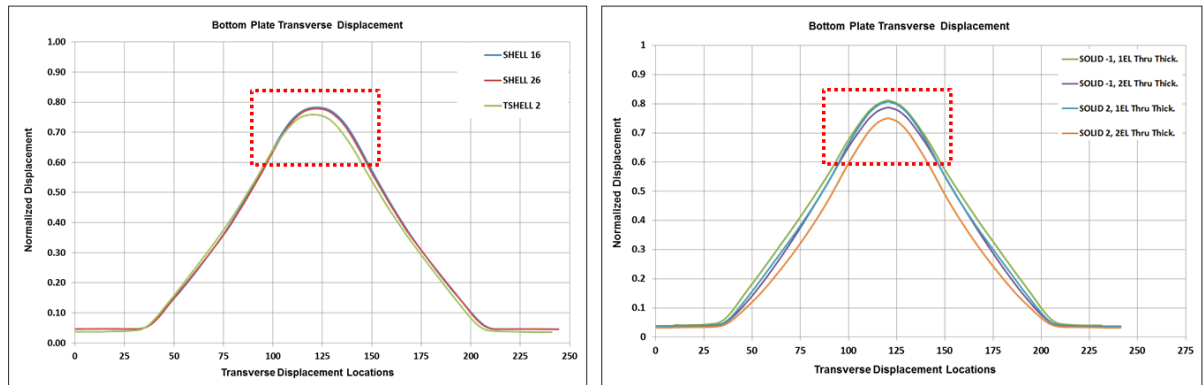 Bottom Plate Transverse Displacement
1.00
0.90
0.80
0.70
0.60
0.50
0.40
0.30
0.20
0.10
0.00
Normalized Displacement
SHELL 16
SHELL 26
TSHELL 2
0 25 50 75 100 125 150 175 200 225 250
Transverse Displacement Locations
Bottom Plate Transverse Displacement
1
0.9
0.8
0.7
0.6
0.5
0.4
0.3
0.2
0.1
0
Normalized Displacement
SOLID -1, 1EL Thru Thick.
SOLID -1, 2EL Thru Thick.
SOLID 2, 1EL Thru Thick.
SOLID 2, 2EL Thru Thick.
0 25 50 75 100 125 150 175 200 225 250 275
Transverse Displacement Locations